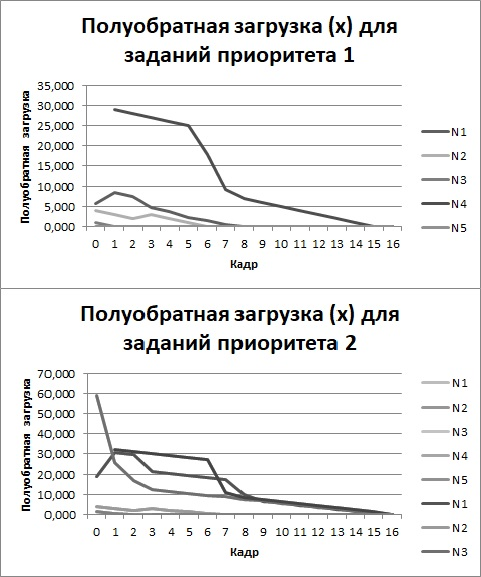 Полуобратная загрузка (x) для
заданий приоритета 1
Полуобратная загрузка
35,000
30,000
25,000
20,000
15,000
10,000
5,000
0,000
0 1 2 3 4 5 6 7 8 9 10 11 12 13 14 15 16
Кадр
N1
N2
N3
N4
N5
Полуобратная загрузка (x) для
заданий приоритета 2
Полуобратная загрузка
70,000
60,000
50,000
40,000
30,000
20,000
10,000
0,000
0 1 2 3 4 5 6 7 8 9 10 11 12 13 14 15 16
Кадр
N1
N2
N3
N4
N5
N1
N2
N3